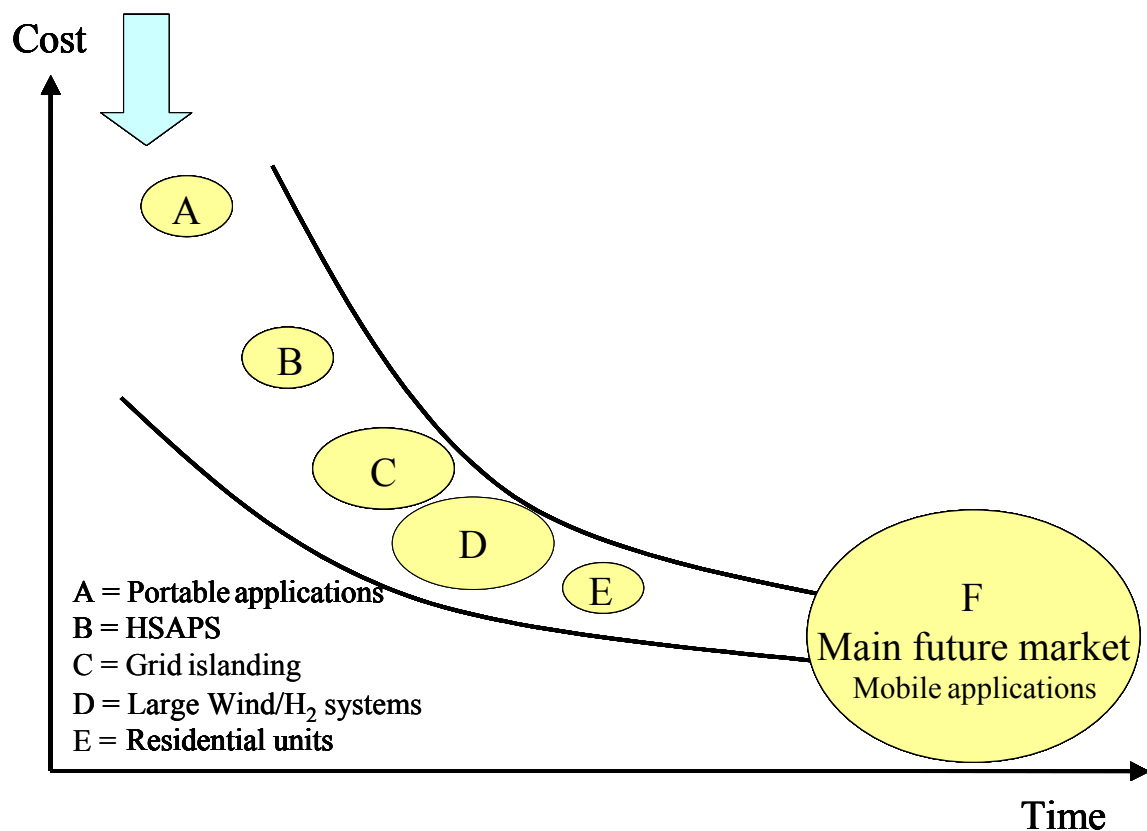 Cost
A
B
C
D
E
F
Main future market
Mobile applications
A = Portable applications
B = HSAPS
C = Grid islanding
D = Large Wind/H₂ systems
E = Residential units
Time